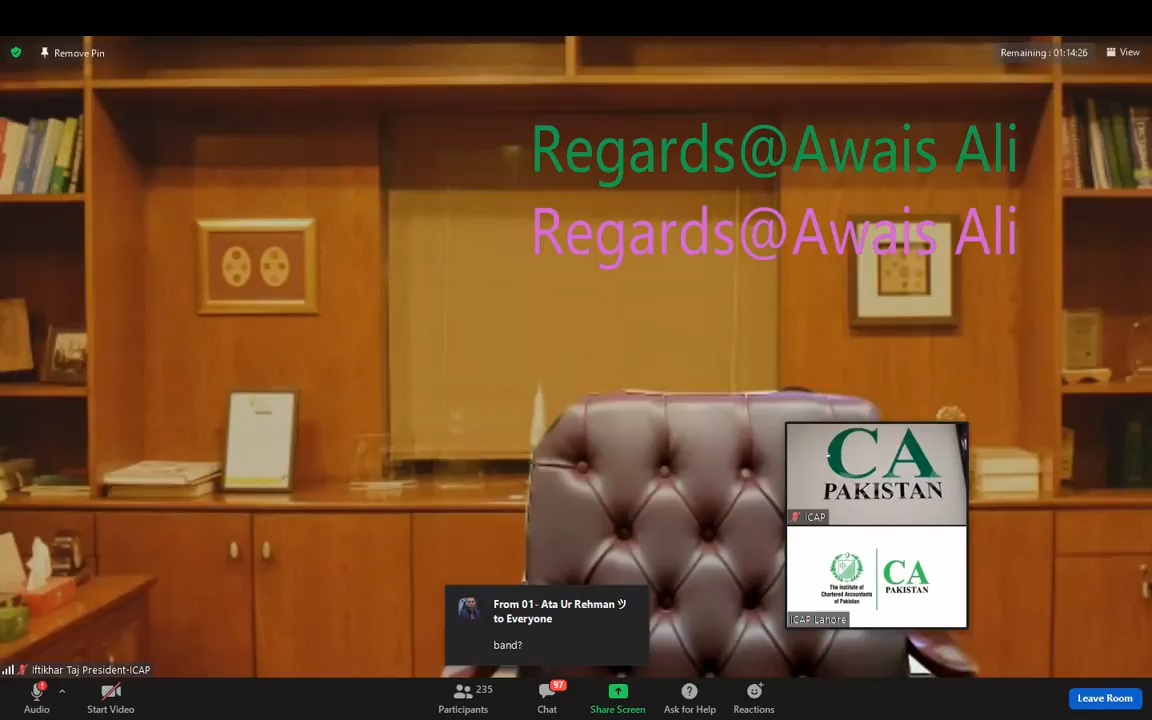 Remove Pin
Remaining : 01:14:26
View
Regards@Awais Ali
Regards@Awais Ali
CA
PAKISTAN
ICAP
The Institute of
Chartered Accountants
of Pakistan
CA
PAKISTAN
ICAP Lahore
From 01- Ata Ur Rehman ツ
to Everyone
band?
Iftikhar Taj President-ICAP
Audio
Start Video
235
Participants
97
Chat
Share Screen
Ask for Help
Reactions
Leave Room